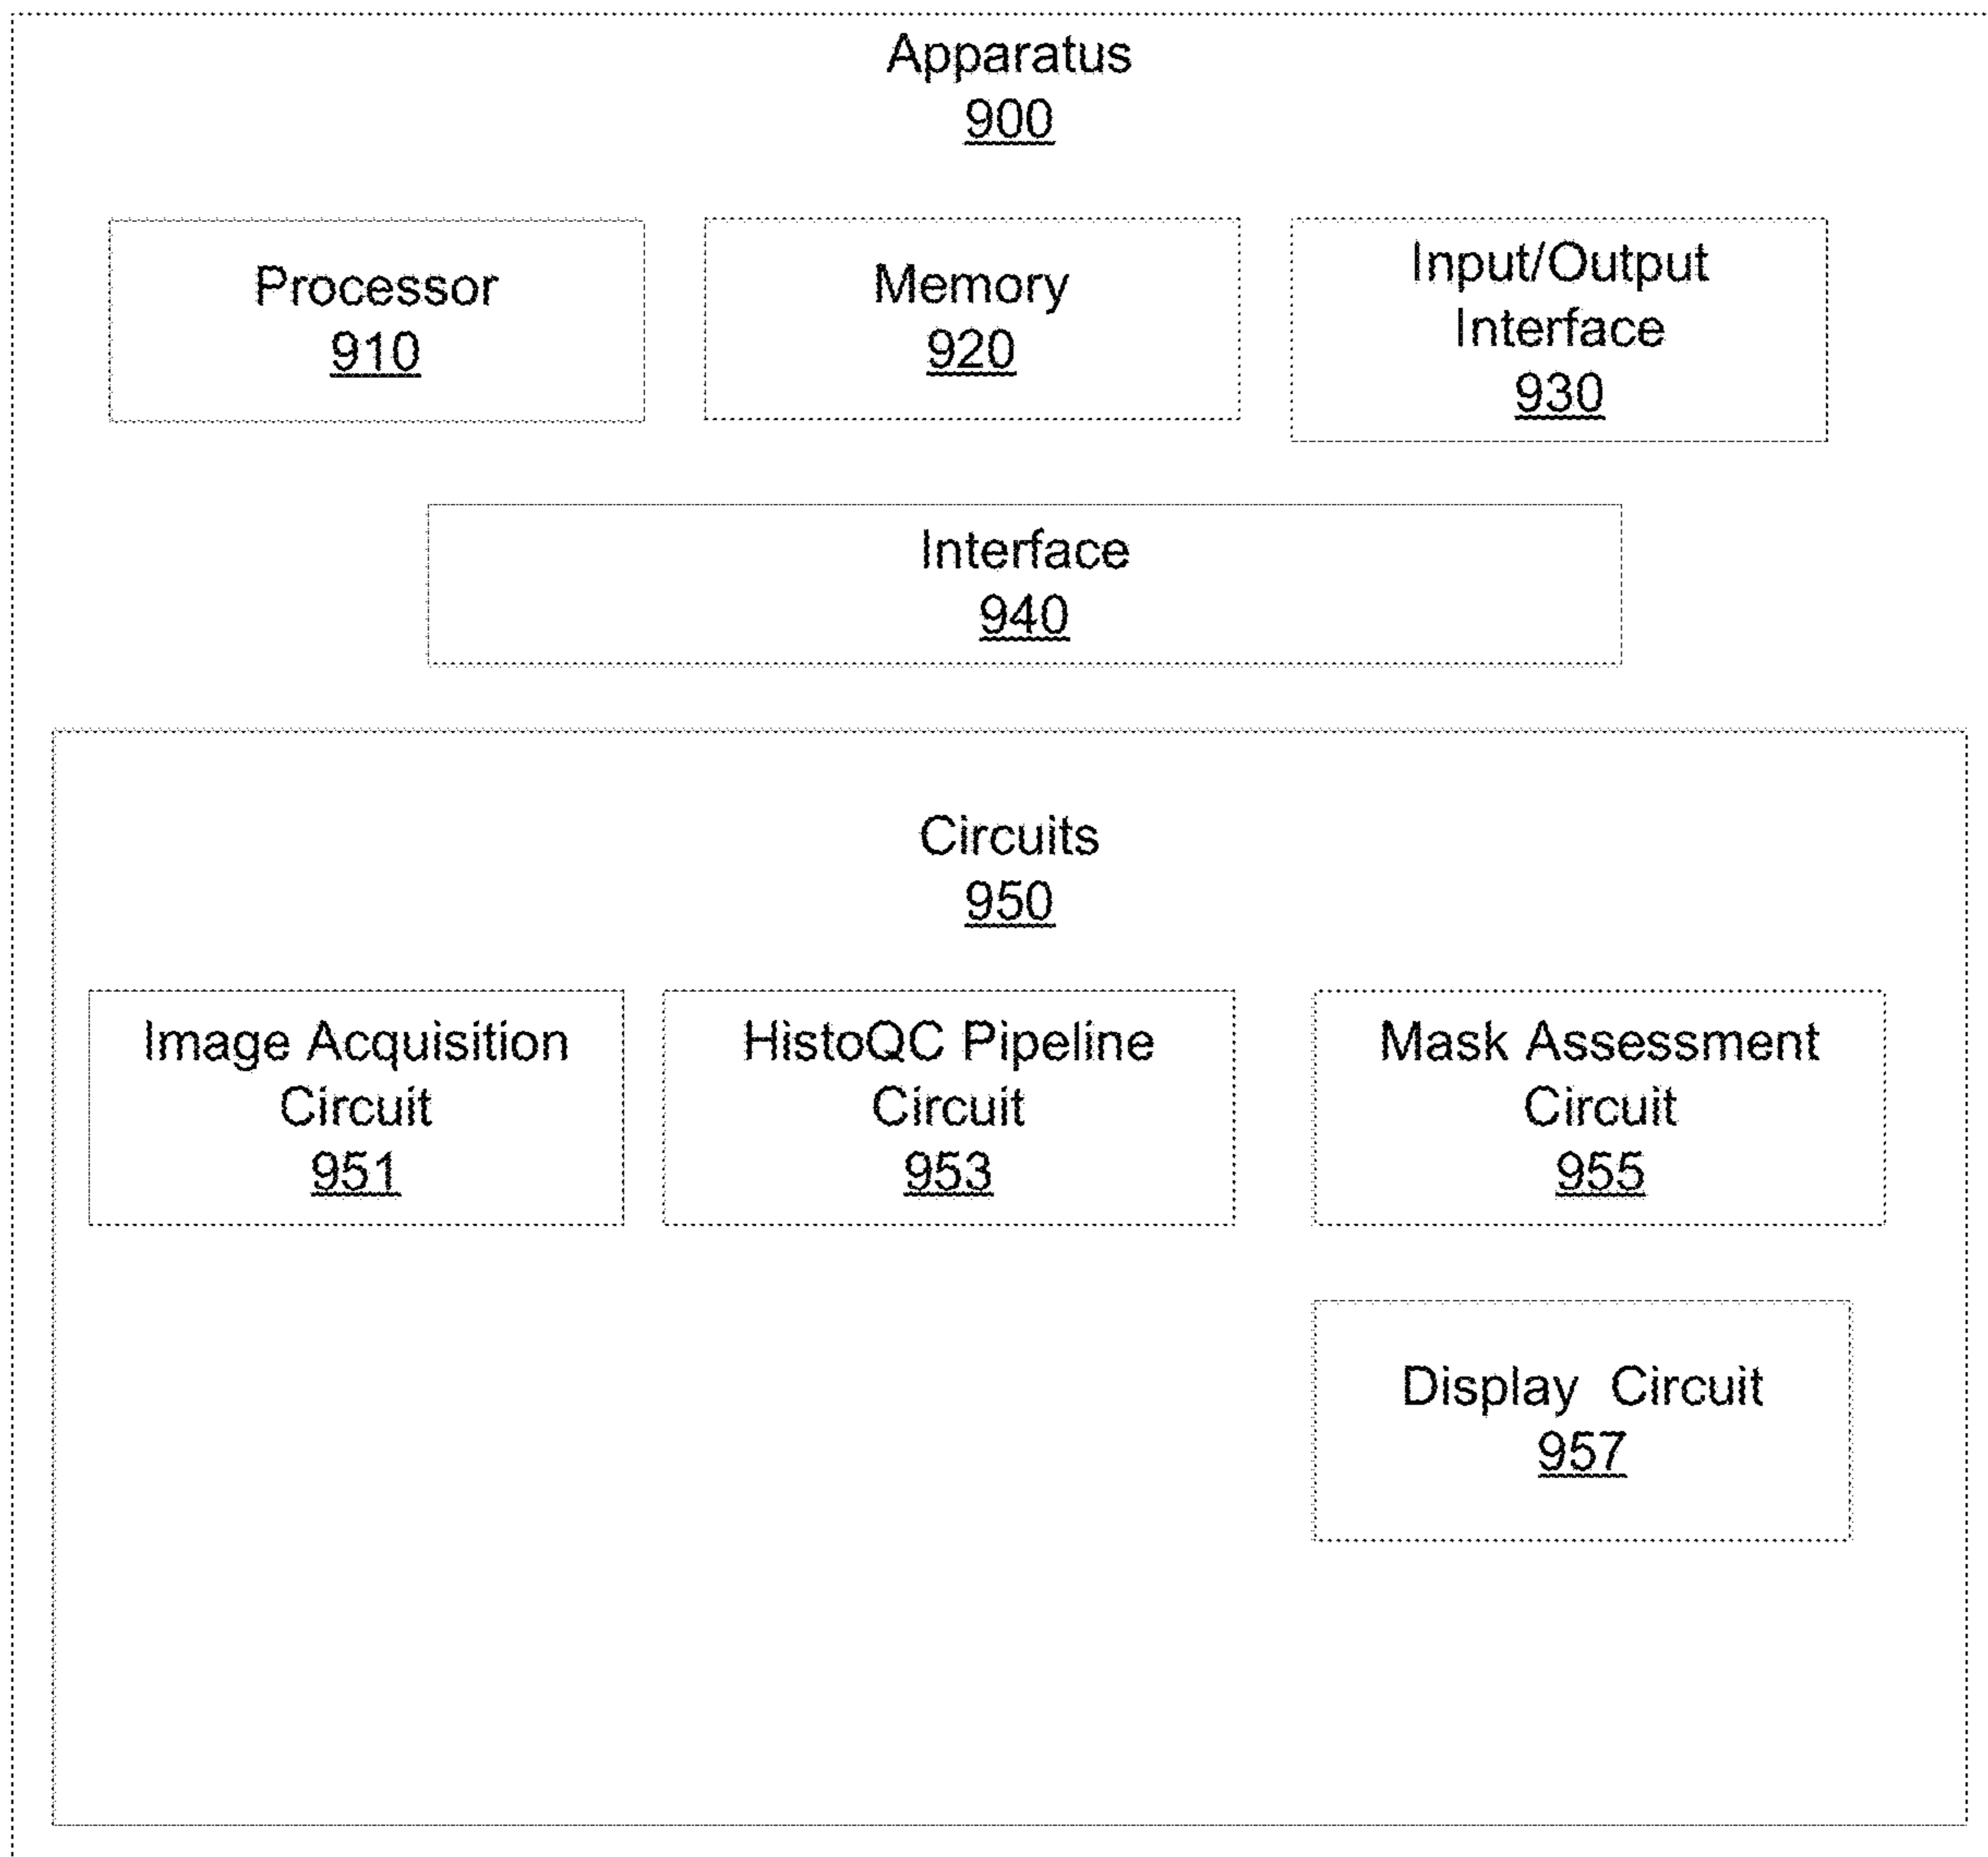 Apparatus
900
Processor
910
Memory
920
Input/Output
Interface
930
Interface
940
Circuits
950
Image Acquisition
Circuit
951
HistoQC Pipeline
Circuit
953
Mask Assessment
Circuit
955
Display Circuit
957